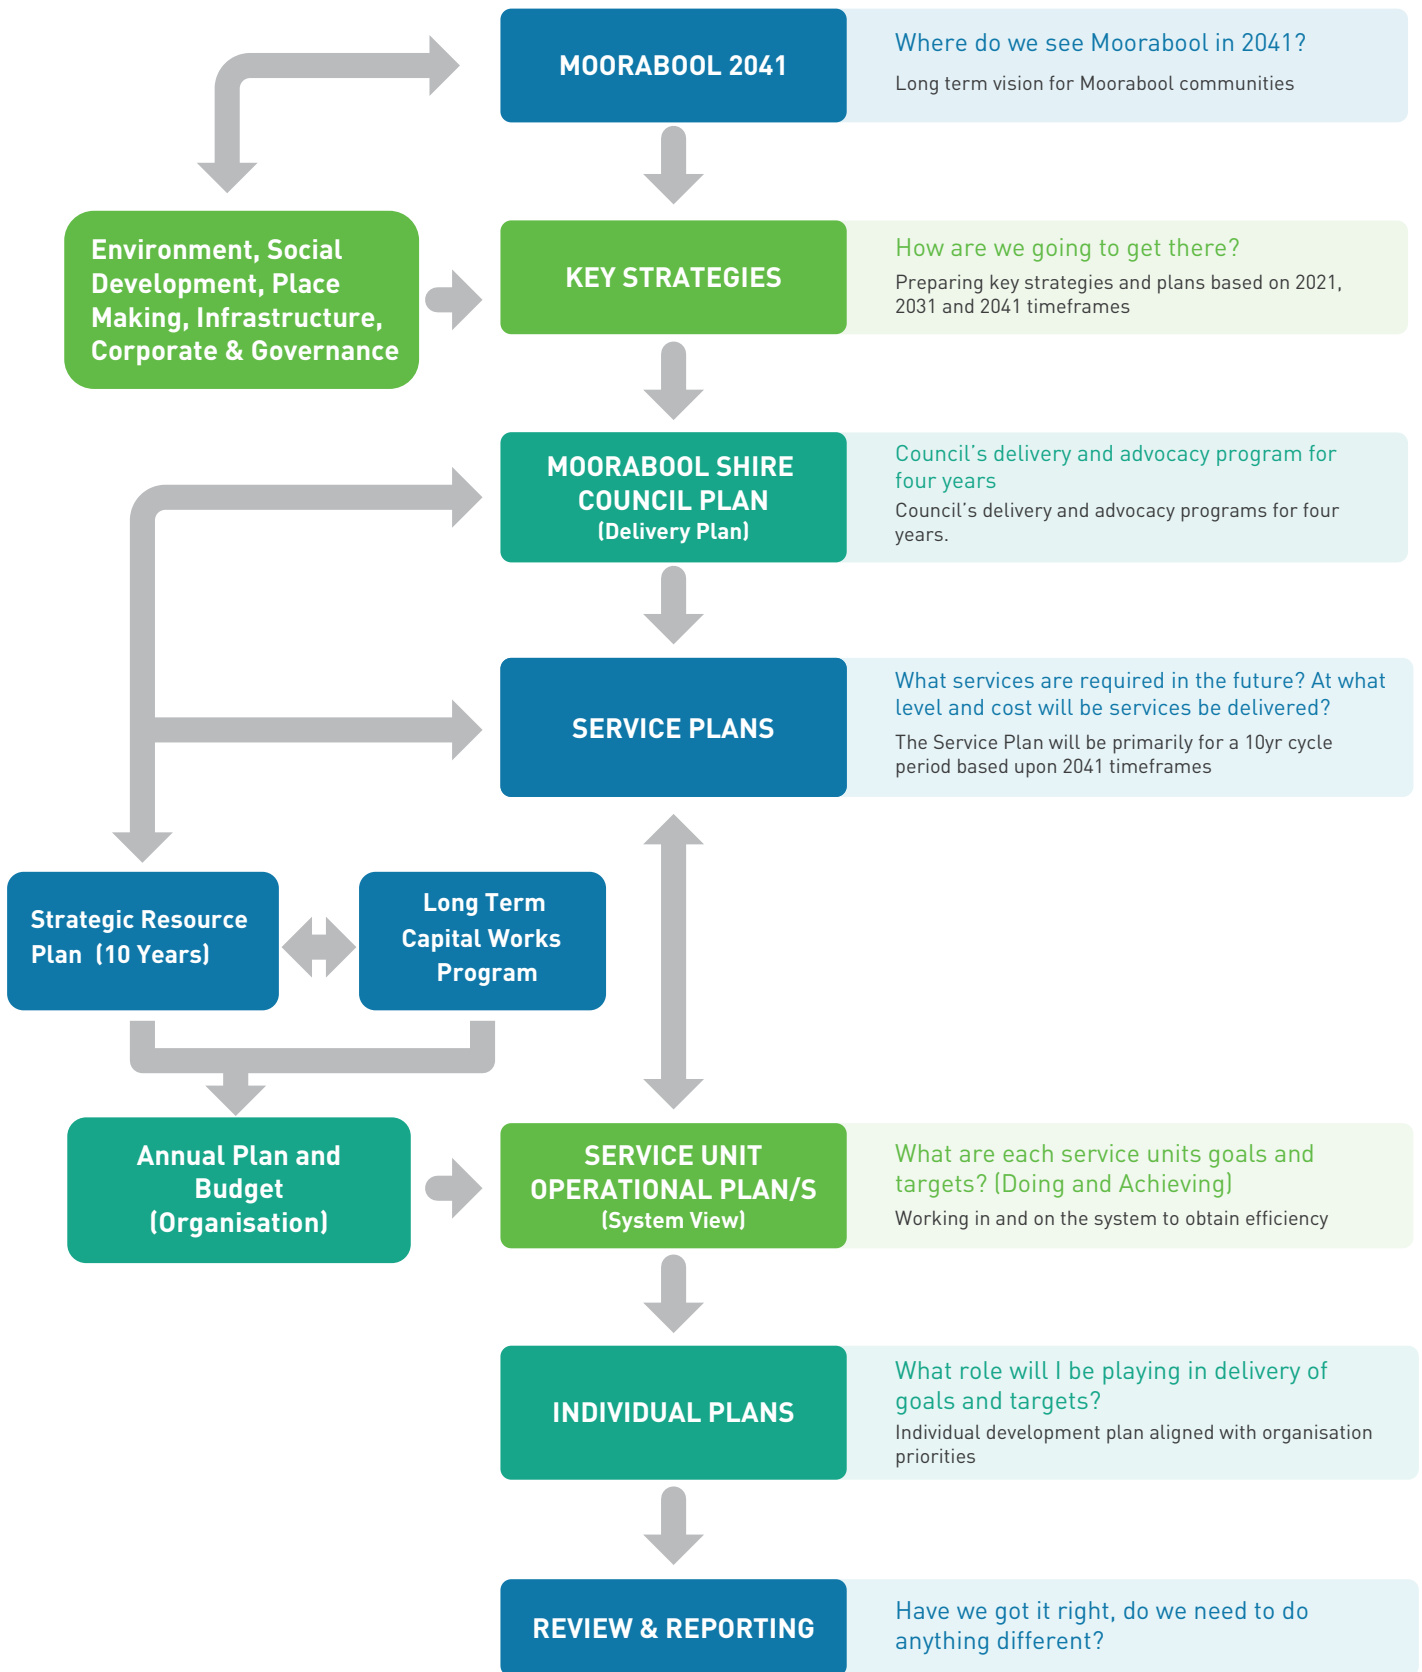 MOORABOOL 2041
Where do we see Moorabool in 2041?
Long term vision for Moorabool communities
Environment, Social
Development, Place
Making, Infrastructure,
Corporate & Governance
KEY STRATEGIES
How are we going to get there?
Preparing key strategies and plans based on 2021,
2031 and 2041 timeframes
MOORABOOL SHIRE
COUNCIL PLAN
(Delivery Plan)
Council's delivery and advocacy program for
four years
Council's delivery and advocacy programs for four
years.
SERVICE PLANS
What services are required in the future? At what
level and cost will be services be delivered?
The Service Plan will be primarily for a 10yr cycle
period based upon 2041 timeframes
Strategic Resource
Plan (10 Years)
Long Term
Capital Works
Program
Annual Plan and
Budget
(Organisation)
SERVICE UNIT
OPERATIONAL PLAN/S
(System View)
What are each service units goals and
targets? (Doing and Achieving)
Working in and on the system to obtain efficiency
INDIVIDUAL PLANS
What role will I be playing in delivery of
goals and targets?
Individual development plan aligned with organisation
priorities
REVIEW & REPORTING
Have we got it right, do we need to do
anything different?